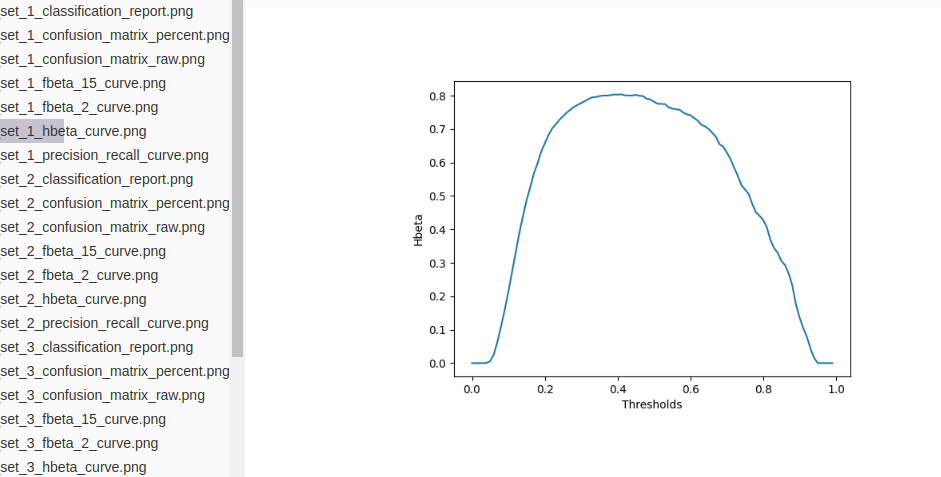 set_1_classification_report.png
set_1_confusion_matrix_percent.png
set_1_confusion_matrix_raw.png
set_1_fbeta_15_curve.png
set_1_fbeta_2_curve.png
set_1_hbeta_curve.png
set_1_precision_recall_curve.png
set_2_classification_report.png
set_2_confusion_matrix_percent.png
set_2_confusion_matrix_raw.png
set_2_fbeta_15_curve.png
set_2_fbeta_2_curve.png
set_2_hbeta_curve.png
set_2_precision_recall_curve.png
set_3_classification_report.png
set_3_confusion_matrix_percent.png
set_3_confusion_matrix_raw.png
set_3_fbeta_15_curve.png
set_3_fbeta_2_curve.png
set_3_hbeta_curve.png
0.8
0.7
0.6
0.5
0.4
0.3
0.2
0.1
0.0
Hbeta
0.0 0.2 0.4 0.6 0.8 1.0
Thresholds